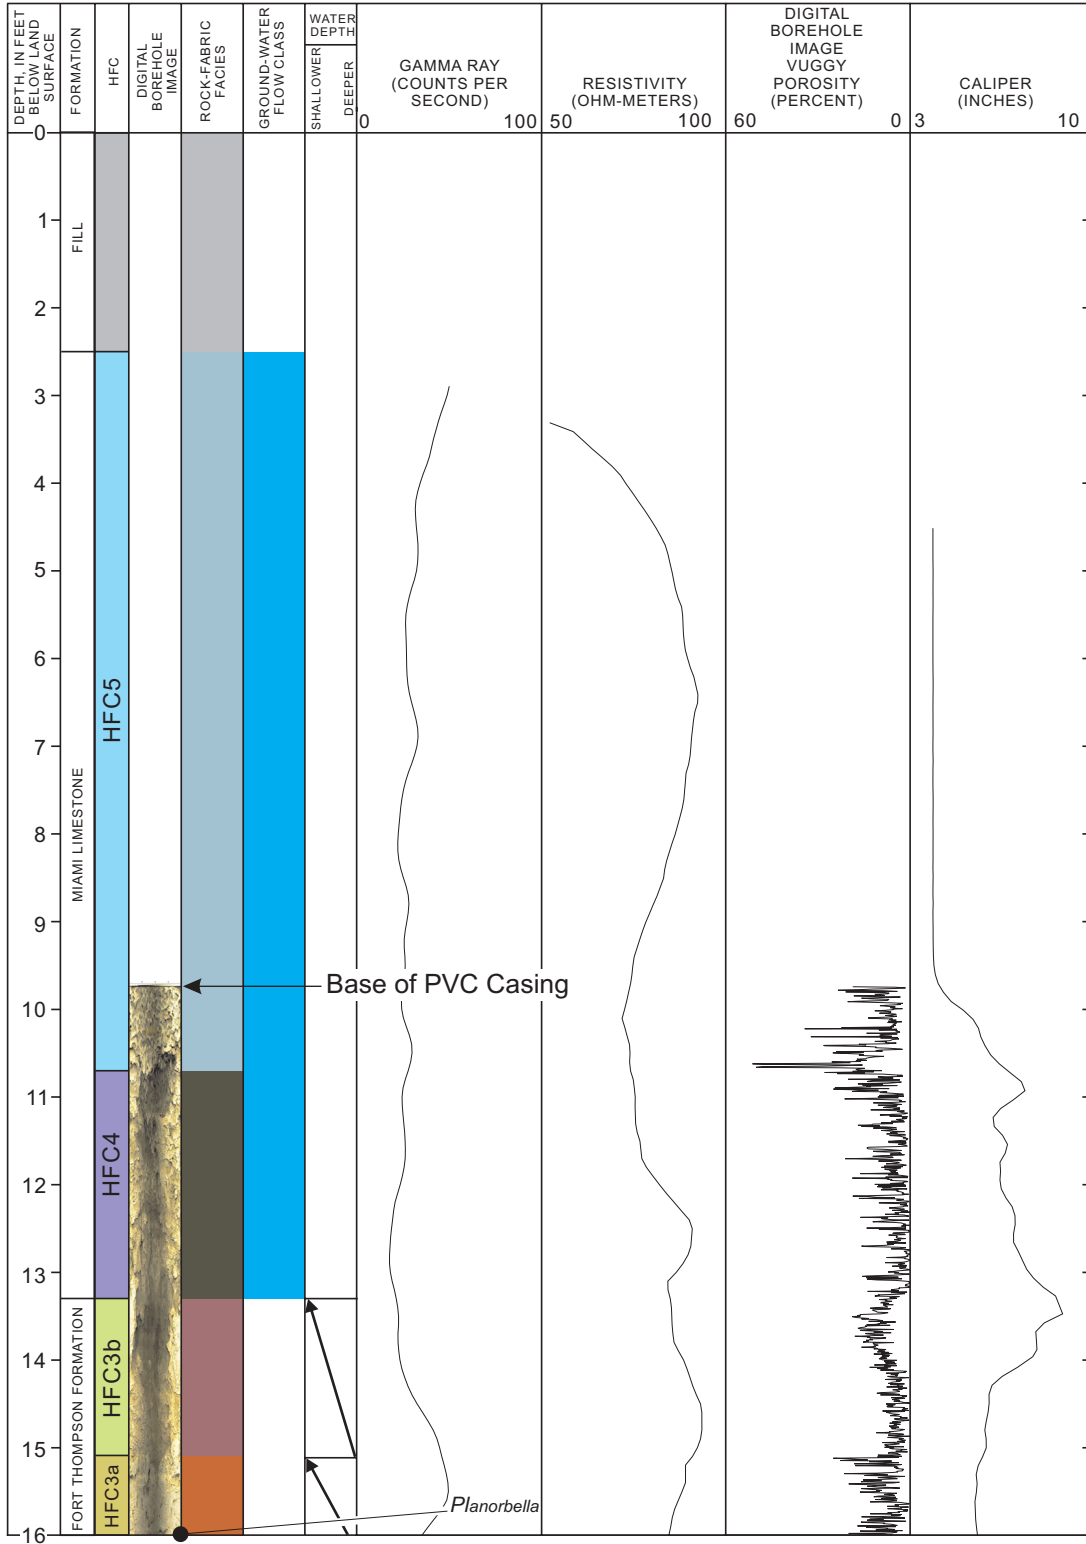 DEPTH, IN FEET
BELOW LAND
SURFACE
FORMATION
HFC
DIGITAL
BOREHOLE
IMAGE
ROCK-FABRIC
FACIES
GROUND-WATER
FLOW CLASS
WATER
DEPTH
SHALLOWER
DEEPER
GAMMA RAY
(COUNTS PER
SECOND)
0 100
RESISTIVITY
(OHM-METERS)
50 100
DIGITAL
BOREHOLE
IMAGE
VUGGY
POROSITY
(PERCENT)
60 0
CALIPER
(INCHES)
3 10
0
1
FILL
2
3
4
5
6
HFC5
7
8
MIAMI LIMESTONE
9
Base of PVC Casing
10
11
HFC4
12
13
14
HFC3b
FORT THOMPSON FORMATION
15
HFC3a
Planorbella
16